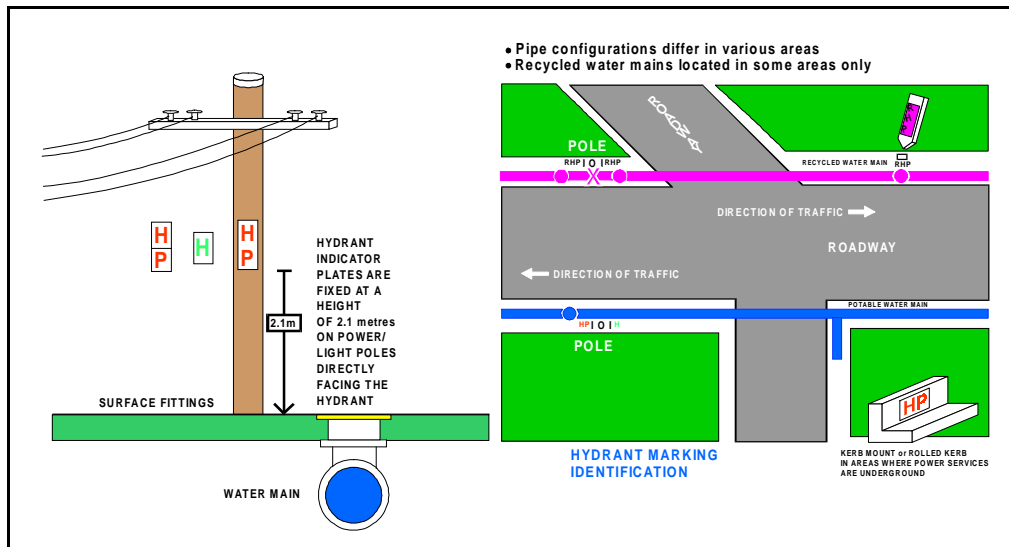 • Pipe configurations differ in various areas
• Recycled water mains located in some areas only
H
P
H
H
P
2.1m
HYDRANT
INDICATOR
PLATES ARE
FIXED AT A
HEIGHT
OF 2.1 metres
ON POWER/
LIGHT POLES
DIRECTLY
FACING THE
HYDRANT
SURFACE FITTINGS
WATER MAIN
ROADWAY
POLE
RHP I O I RHP
X
RECYCLED WATER MAIN
RHP
DIRECTION OF TRAFFIC
ROADWAY
DIRECTION OF TRAFFIC
POTABLE WATER MAIN
HP I O I H
POLE
HP
HYDRANT MARKING
IDENTIFICATION
KERB MOUNT or ROLLED KERB
IN AREAS WHERE POWER SERVICES
ARE UNDERGROUND